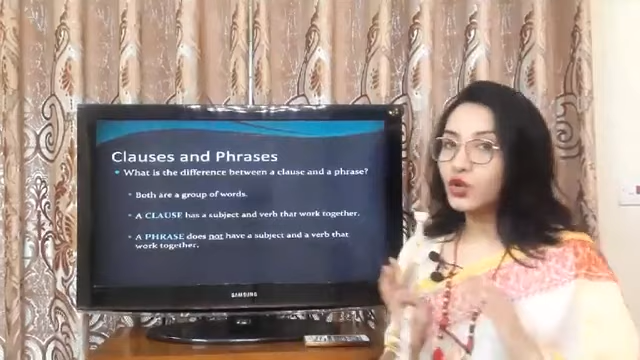 Clauses and Phrases
What is the difference between a clause and a phrase?
Both are a group of words.
A CLAUSE has a subject and verb that work together.
A PHRASE does not have a subject and a verb that
work together.
SAMSUNG